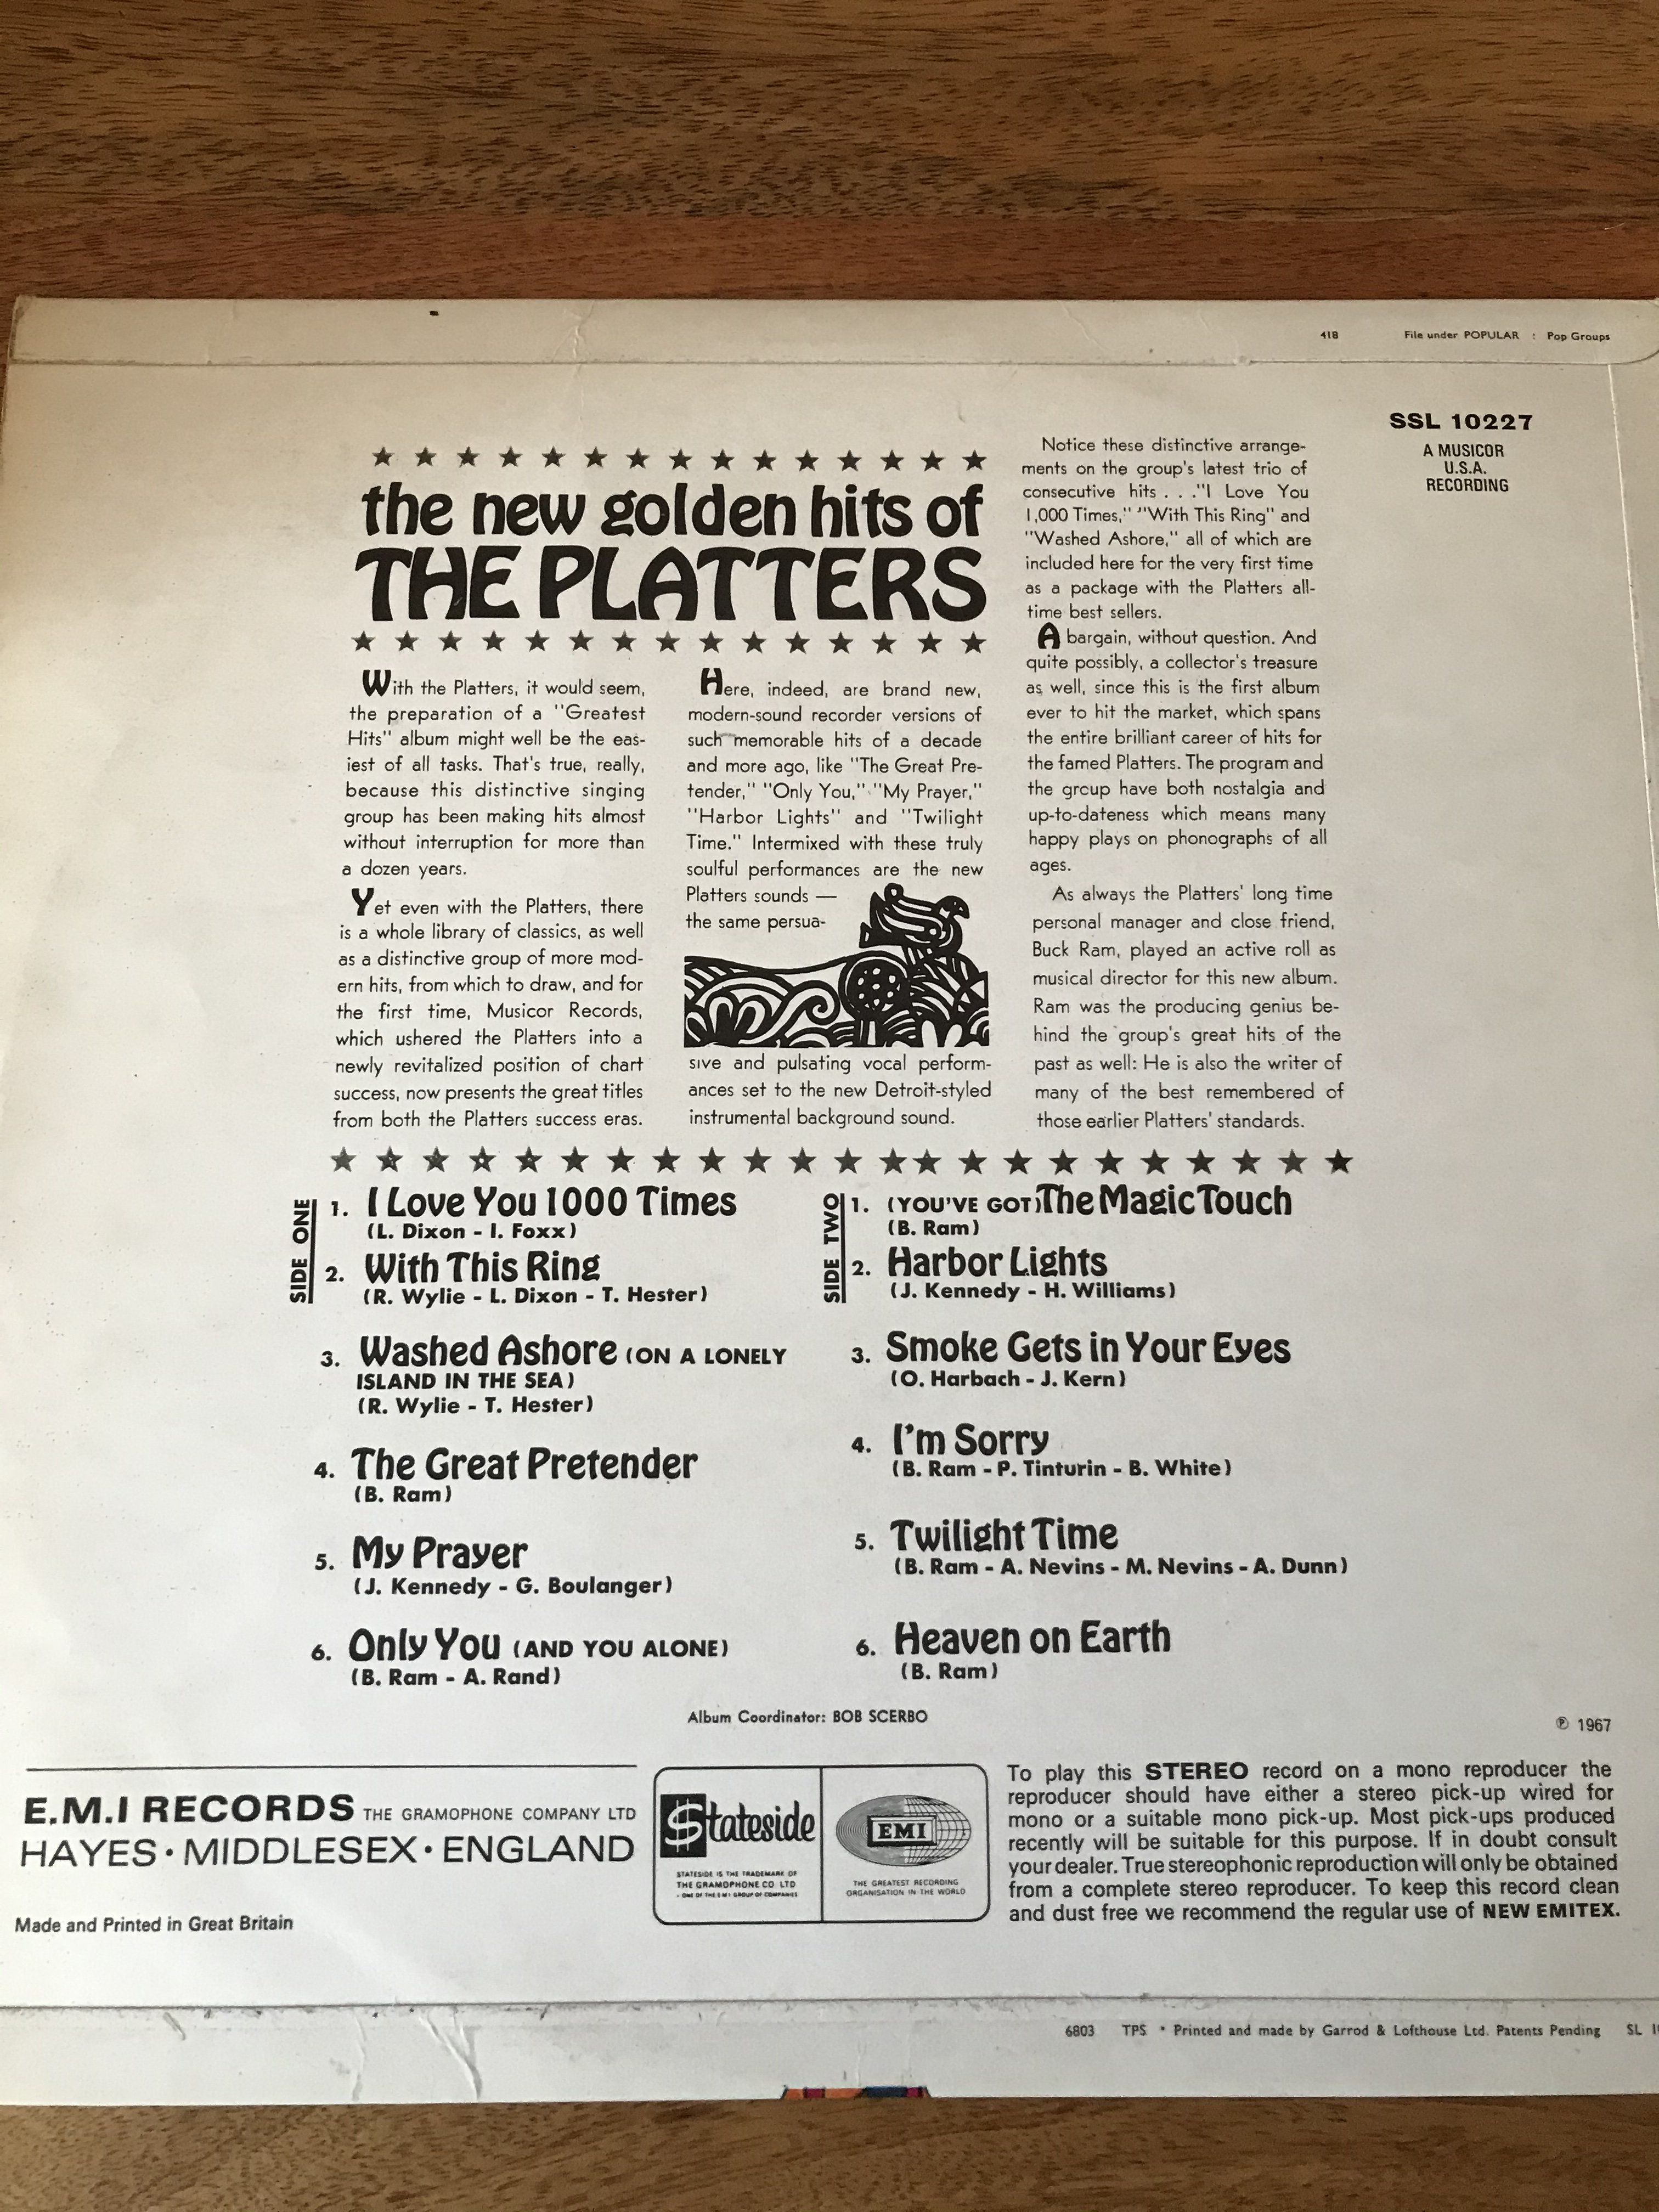 418 File under POPULAR : Pop Groups
SSL 10227
A MUSICOR
U.S.A.
RECORDING
the new golden hits of
THE PLATTERS
With the Platters, it would seem,
the preparation of a "Greatest
Hits" album might well be the eas-
iest of all tasks. That's true, really,
because this distinctive singing
group has been making hits almost
without interruption for more than
a dozen years.
Yet even with the Platters, there
is a whole library of classics, as well
as a distinctive group of more mod-
ern hits, from which to draw, and for
the first time, Musicor Records,
which ushered the Platters into a
newly revitalized position of chart
success, now presents the great titles
from both the Platters success eras.
Here, indeed, are brand new,
modern-sound recorder versions of
such memorable hits of a decade
and more ago, like "The Great Pre-
tender," "Only You," "My Prayer,"
"Harbor Lights" and "Twilight
Time." Intermixed with these truly
soulful performances are the new
Platters sounds —
the same persua-
sive and pulsating vocal perform-
ances set to the new Detroit-styled
instrumental background sound.
Notice these distinctive arrange-
ments on the group's latest trio of
consecutive hits . . ."I Love You
1,000 Times," "With This Ring" and
"Washed Ashore," all of which are
included here for the very first time
as a package with the Platters all-
time best sellers.
A bargain, without question. And
quite possibly, a collector's treasure
as well, since this is the first album
ever to hit the market, which spans
the entire brilliant career of hits for
the famed Platters. The program and
the group have both nostalgia and
up-to-dateness which means many
happy plays on phonographs of all
ages.
As always the Platters' long time
personal manager and close friend,
Buck Ram, played an active roll as
musical director for this new album.
Ram was the producing genius be-
hind the group's great hits of the
past as well: He is also the writer of
many of the best remembered of
those earlier Platters' standards.
SIDE ONE
1. I Love You 1000 Times
(L. Dixon - I. Foxx)
2. With This Ring
(R. Wylie - L. Dixon - T. Hester)
3. Washed Ashore (ON A LONELY
ISLAND IN THE SEA)
(R. Wylie - T. Hester)
4. The Great Pretender
(B. Ram)
5. My Prayer
(J. Kennedy - G. Boulanger)
6. Only You (AND YOU ALONE)
(B. Ram - A. Rand)
SIDE TWO
1. (YOU'VE GOT) The Magic Touch
(B. Ram)
2. Harbor Lights
(J. Kennedy - H. Williams)
3. Smoke Gets in Your Eyes
(O. Harbach - J. Kern)
4. I'm Sorry
(B. Ram - P. Tinturin - B. White)
5. Twilight Time
(B. Ram - A. Nevins - M. Nevins - A. Dunn)
6. Heaven on Earth
(B. Ram)
Album Coordinator: BOB SCERBO
℗ 1967
E.M.I RECORDS THE GRAMOPHONE COMPANY LTD
HAYES · MIDDLESEX · ENGLAND
Made and Printed in Great Britain
Stateside
STATESIDE IS THE TRADEMARK OF
THE GRAMOPHONE CO LTD
- ONE OF THE E M I GROUP OF COMPANIES
EMI
THE GREATEST RECORDING
ORGANISATION IN THE WORLD
To play this STEREO record on a mono reproducer the
reproducer should have either a stereo pick-up wired for
mono or a suitable mono pick-up. Most pick-ups produced
recently will be suitable for this purpose. If in doubt consult
your dealer. True stereophonic reproduction will only be obtained
from a complete stereo reproducer. To keep this record clean
and dust free we recommend the regular use of NEW EMITEX.
6803 TPS * Printed and made by Garrod & Lofthouse Ltd. Patents Pending SL